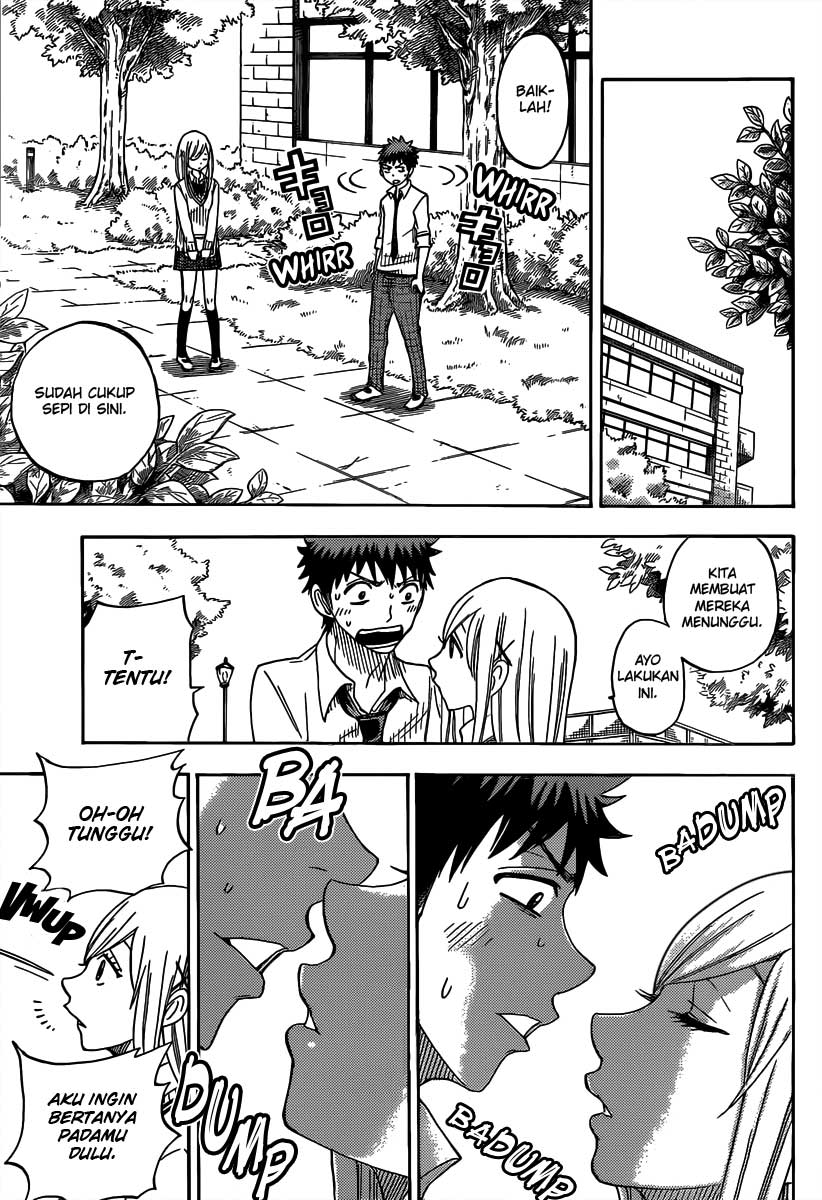 BAIK-
LAH!
WHIRR
キョロ
キョロ
WHIRR
SUDAH CUKUP
SEPI DI SINI.
KITA
MEMBUAT
MEREKA
MENUNGGU.
AYO
LAKUKAN
INI.
T-
TENTU!
BADUMP
BADUMP
BA
DUMP
OH-OH
TUNGGU!
VWUP
AKU INGIN
BERTANYA
PADAMU
DULU.